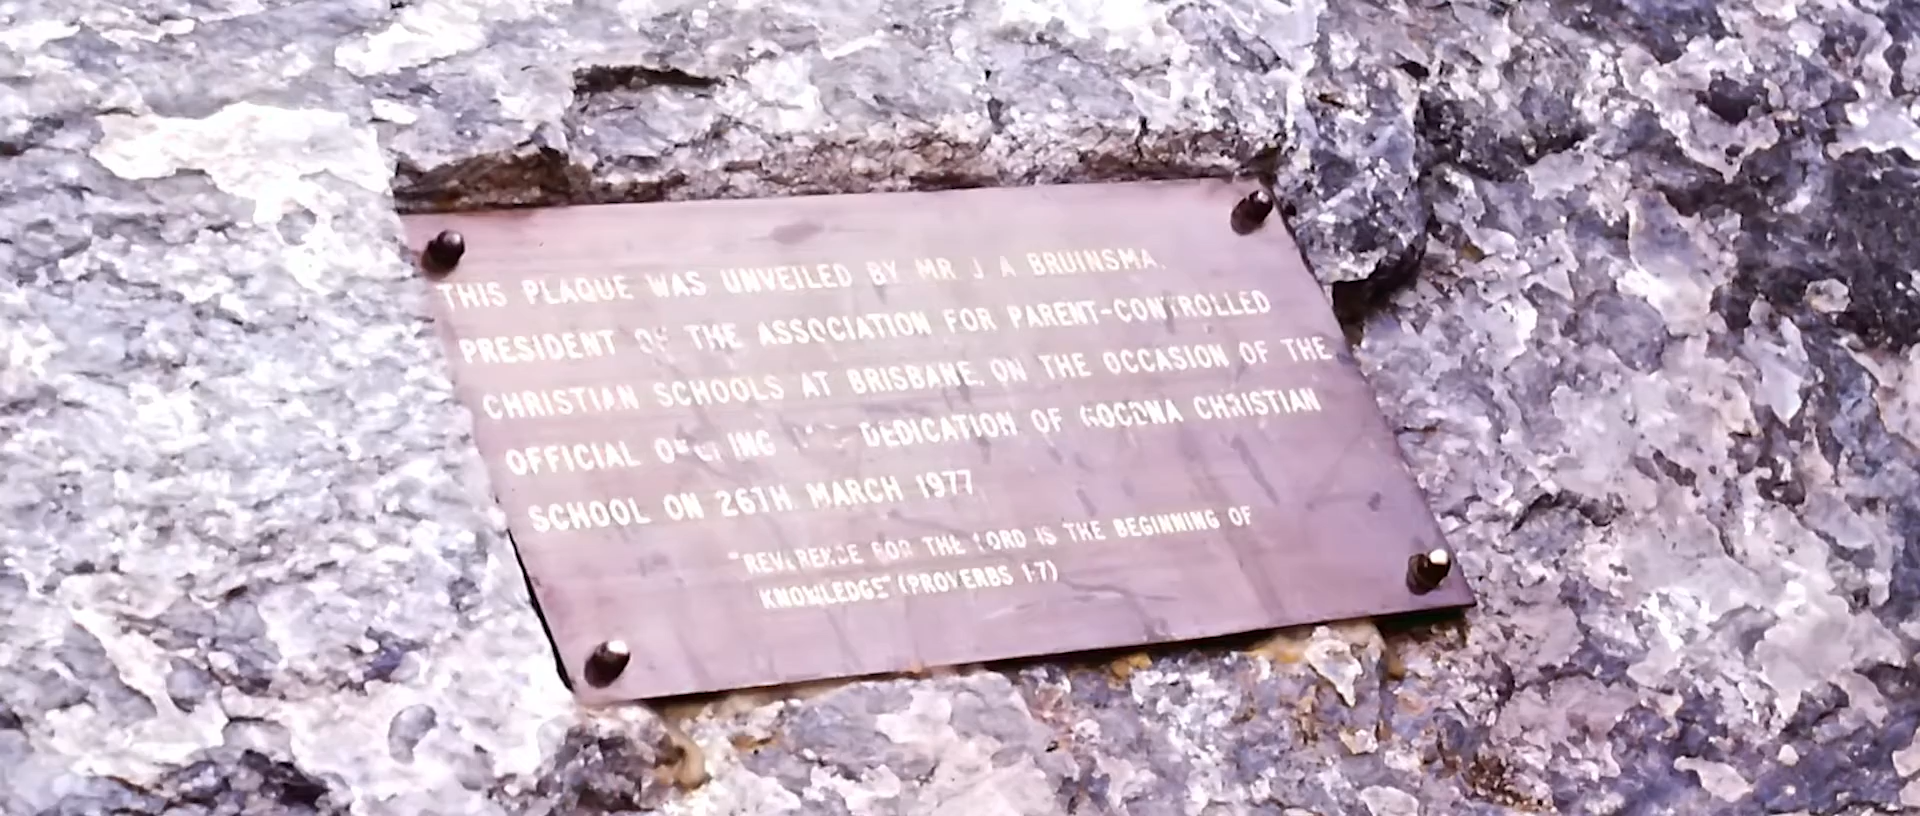 THIS PLAQUE WAS UNVEILED BY MR J A BRUINSMA,
PRESIDENT OF THE ASSOCIATION FOR PARENT-CONTROLLED
CHRISTIAN SCHOOLS AT BRISBANE, ON THE OCCASION OF THE
OFFICIAL OPENING DEDICATION OF CHRISTIAN
SCHOOL ON 26TH MARCH 1977
"REVERENCE FOR THE LORD IS THE BEGINNING OF
KNOWLEDGE" (PROVERBS 1·7)